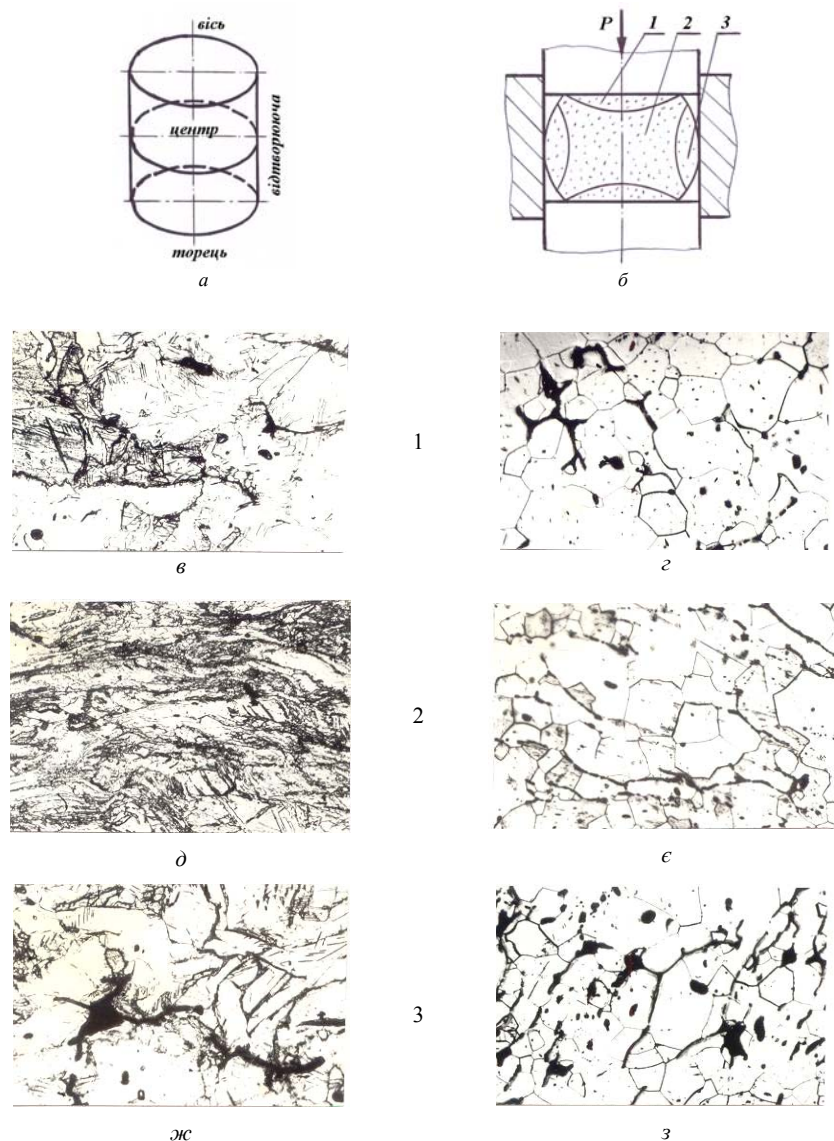 вісь
центр
відтворююча
торець
а
P 1 2 3
б
1
в
г
2
д
є
3
ж
з